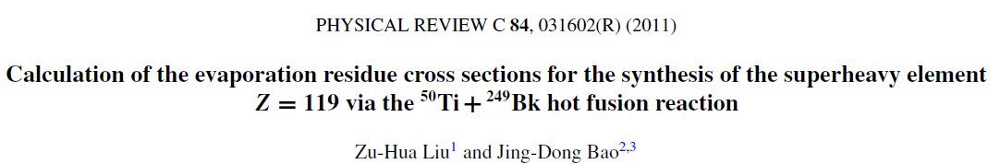 PHYSICAL REVIEW C 84, 031602(R) (2011)
Calculation of the evaporation residue cross sections for the synthesis of the superheavy element
Z = 119 via the ⁵⁰Ti + ²⁴⁹Bk hot fusion reaction
Zu-Hua Liu¹ and Jing-Dong Bao²,³